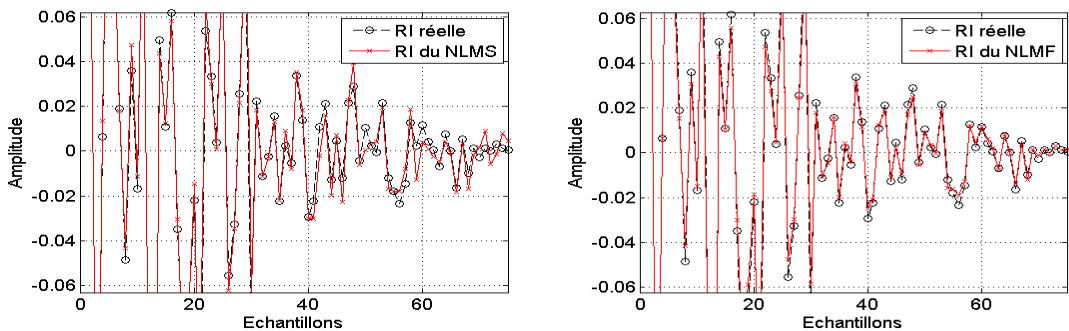 RI réelle
RI du NLMS
Amplitude
0.06
0.04
0.02
0
-0.02
-0.04
-0.06
0 20 40 60
Echantillons
RI réelle
RI du NLMF
Amplitude
0.06
0.04
0.02
0
-0.02
-0.04
-0.06
0 20 40 60
Echantillons